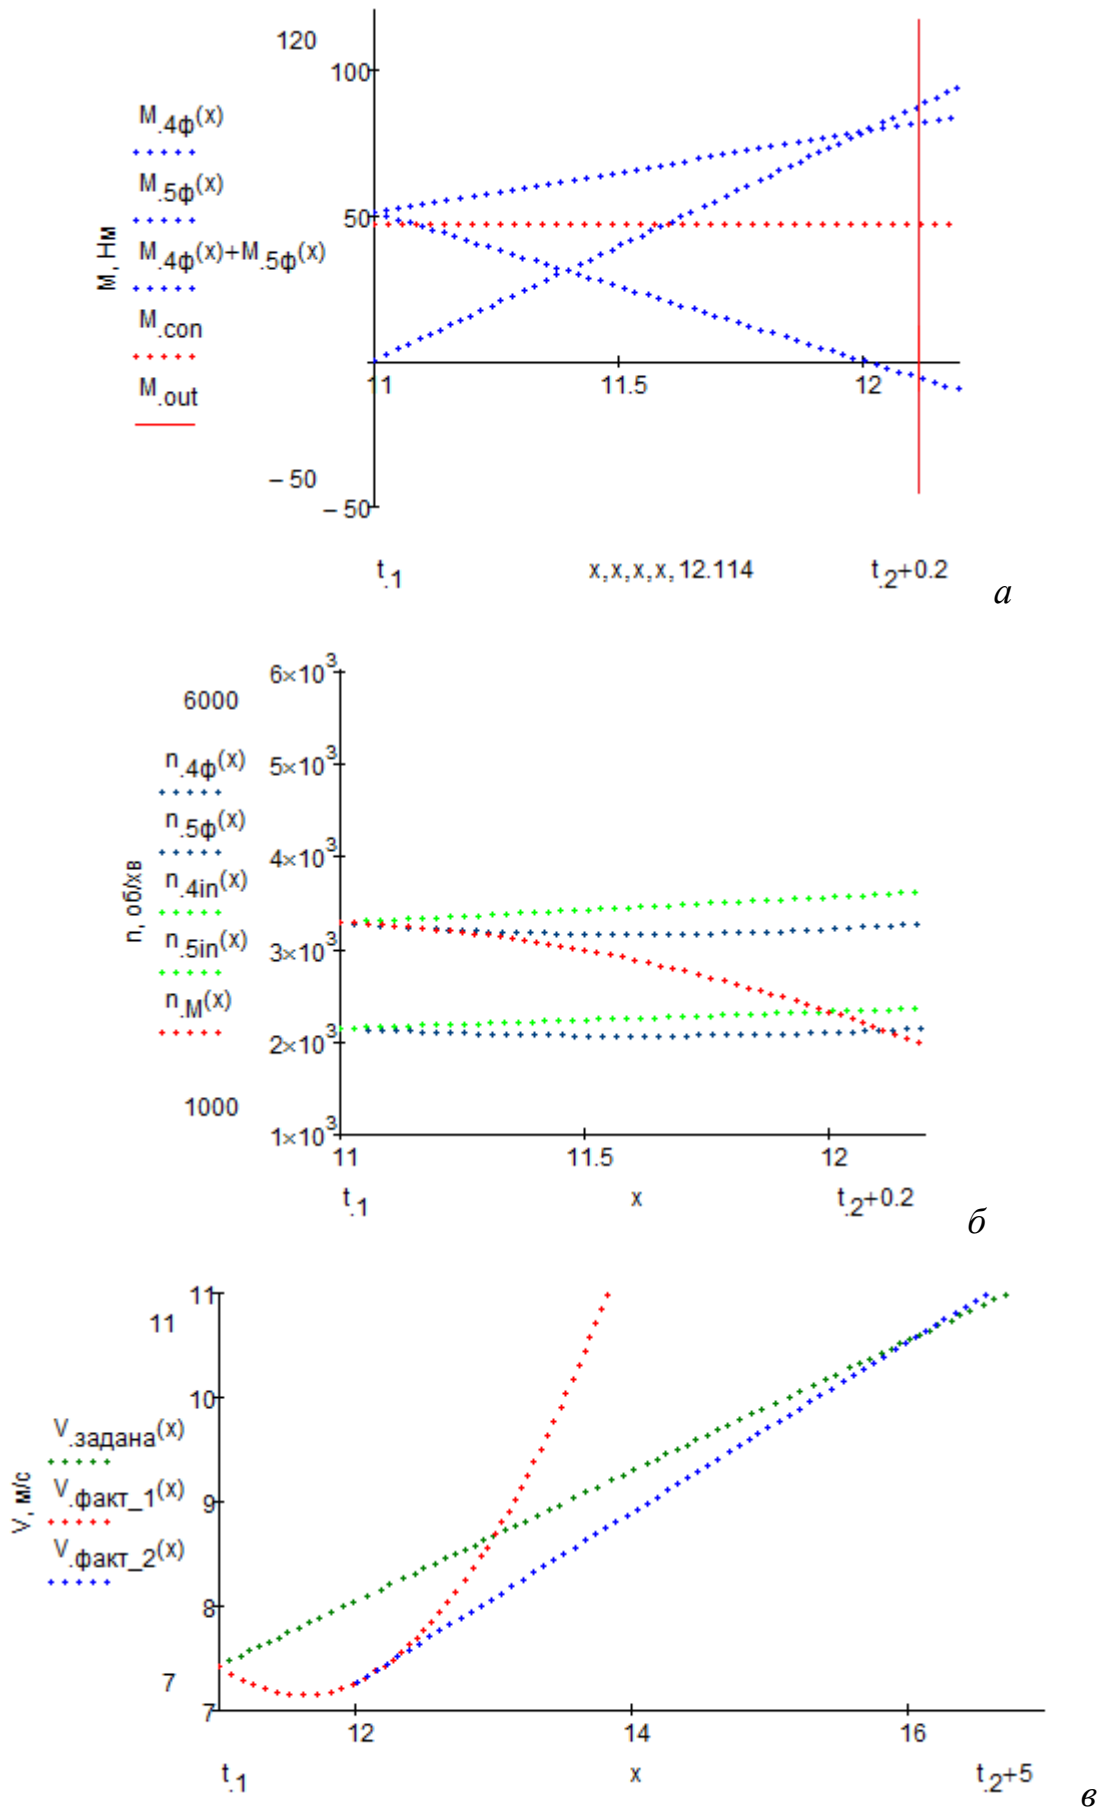 120
100
M.4ф(x)
M.5ф(x)
50
M.4ф(x)+M.5ф(x)
M, Нм
M.con
M.out
11
11.5
12
− 50
− 50
t.1
x,x,x,x,12.114
t.2+0.2
а
6×10³
6000
n.4ф(x)
5×10³
n.5ф(x)
4×10³
n.4in(x)
n, об/хв
n.5in(x)
3×10³
n.M(x)
2×10³
1000
1×10³
11
11.5
12
t.1
x
t.2+0.2
б
11
11
10
V.задана(x)
V.факт_1(x)
9
V, м/с
V.факт_2(x)
8
7
7
12
14
16
t.1
x
t.2+5
в